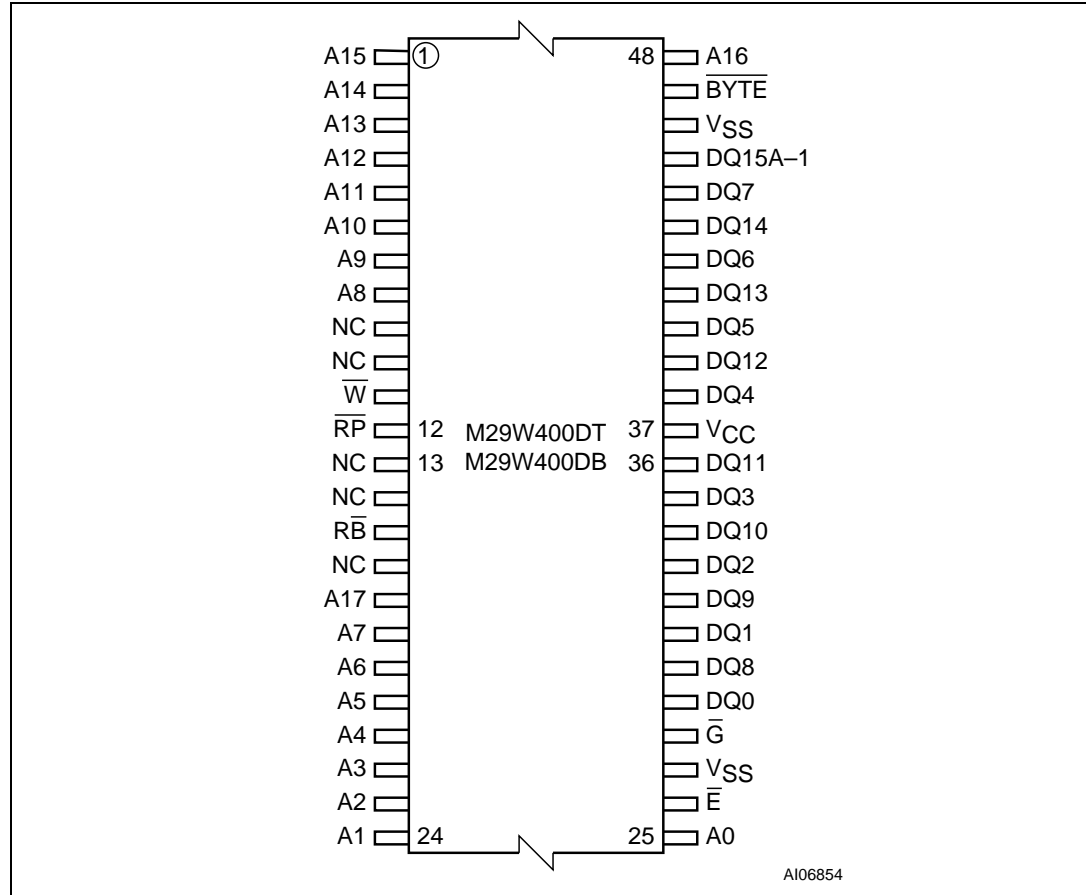 A15 ① 48 A16
A14 B̅Y̅T̅E̅
A13 VSS
A12 DQ15A–1
A11 DQ7
A10 DQ14
A9 DQ6
A8 DQ13
NC DQ5
NC DQ12
W̅ DQ4
R̅P̅ 12 M29W400DT 37 VCC
NC 13 M29W400DB 36 DQ11
NC DQ3
RB̅ DQ10
NC DQ2
A17 DQ9
A7 DQ1
A6 DQ8
A5 DQ0
A4 G̅
A3 VSS
A2 E̅
A1 24 25 A0
AI06854